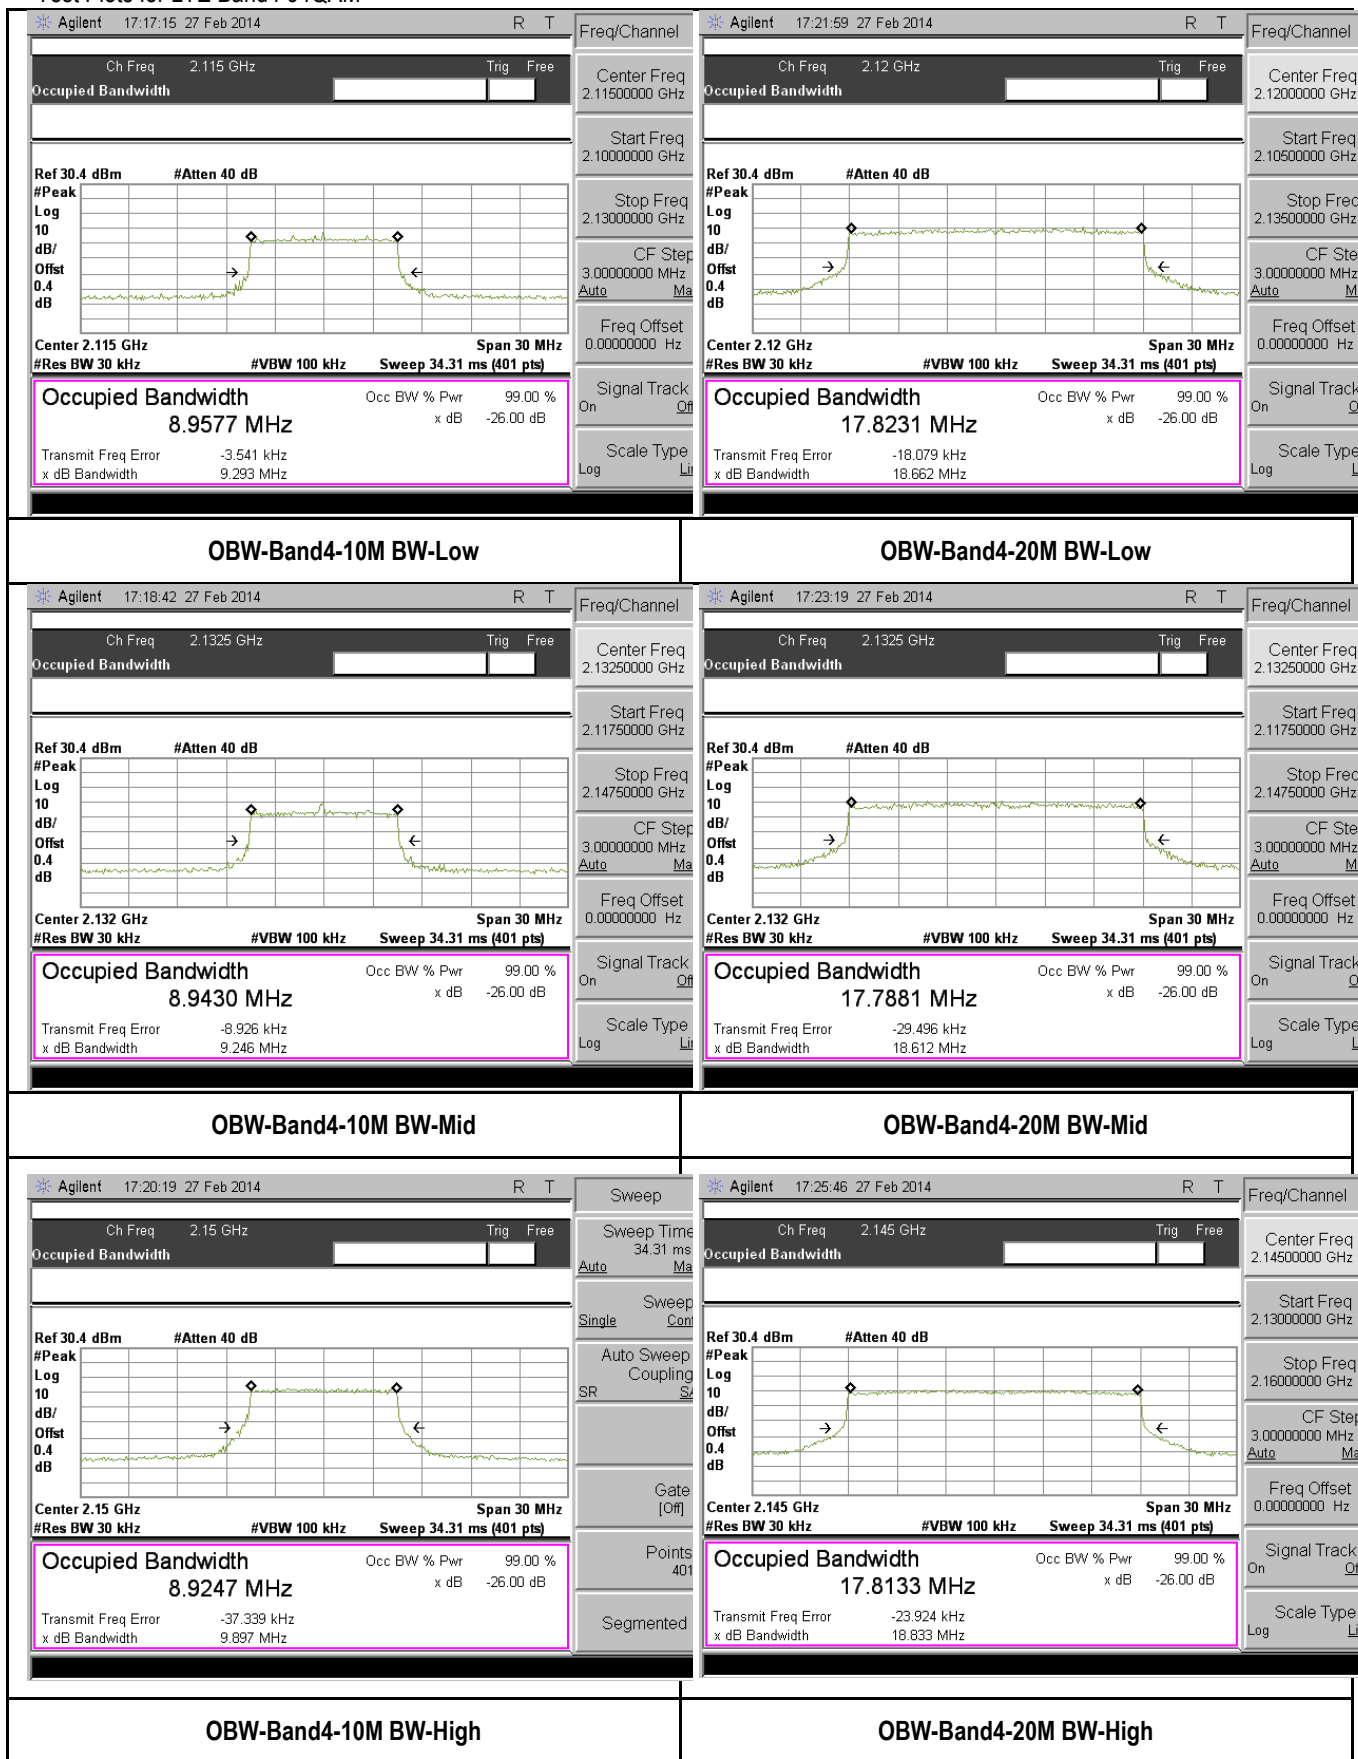 Agilent 17:17:15 27 Feb 2014 R T
Freq/Channel
Ch Freq 2.115 GHz Trig Free
Occupied Bandwidth
Center Freq
2.11500000 GHz
Start Freq
2.10000000 GHz
Ref 30.4 dBm #Atten 40 dB
#Peak
Log
10
dB/
Offst
0.4
dB
Stop Freq
2.13000000 GHz
CF Step
3.00000000 MHz
Auto Ma
Freq Offset
0.00000000 Hz
Center 2.115 GHz Span 30 MHz
#Res BW 30 kHz #VBW 100 kHz Sweep 34.31 ms (401 pts)
Signal Track
On Off
Occupied Bandwidth Occ BW % Pwr 99.00 %
8.9577 MHz x dB -26.00 dB
Transmit Freq Error -3.541 kHz
x dB Bandwidth 9.293 MHz
Scale Type
Log Lin
Agilent 17:21:59 27 Feb 2014 R T
Freq/Channel
Ch Freq 2.12 GHz Trig Free
Occupied Bandwidth
Center Freq
2.12000000 GHz
Start Freq
2.10500000 GHz
Ref 30.4 dBm #Atten 40 dB
#Peak
Log
10
dB/
Offst
0.4
dB
Stop Freq
2.13500000 GHz
CF Ste
3.00000000 MHz
Auto M
Freq Offset
0.00000000 Hz
Center 2.12 GHz Span 30 MHz
#Res BW 30 kHz #VBW 100 kHz Sweep 34.31 ms (401 pts)
Signal Track
On O
Occupied Bandwidth Occ BW % Pwr 99.00 %
17.8231 MHz x dB -26.00 dB
Transmit Freq Error -18.079 kHz
x dB Bandwidth 18.662 MHz
Scale Type
Log L
OBW-Band4-10M BW-Low
OBW-Band4-20M BW-Low
Agilent 17:18:42 27 Feb 2014 R T
Freq/Channel
Ch Freq 2.1325 GHz Trig Free
Occupied Bandwidth
Center Freq
2.13250000 GHz
Start Freq
2.11750000 GHz
Ref 30.4 dBm #Atten 40 dB
#Peak
Log
10
dB/
Offst
0.4
dB
Stop Freq
2.14750000 GHz
CF Step
3.00000000 MHz
Auto Ma
Freq Offset
0.00000000 Hz
Center 2.132 GHz Span 30 MHz
#Res BW 30 kHz #VBW 100 kHz Sweep 34.31 ms (401 pts)
Signal Track
On Off
Occupied Bandwidth Occ BW % Pwr 99.00 %
8.9430 MHz x dB -26.00 dB
Transmit Freq Error -8.926 kHz
x dB Bandwidth 9.246 MHz
Scale Type
Log Lin
Agilent 17:23:19 27 Feb 2014 R T
Freq/Channel
Ch Freq 2.1325 GHz Trig Free
Occupied Bandwidth
Center Freq
2.13250000 GHz
Start Freq
2.11750000 GHz
Ref 30.4 dBm #Atten 40 dB
#Peak
Log
10
dB/
Offst
0.4
dB
Stop Freq
2.14750000 GHz
CF Ste
3.00000000 MHz
Auto M
Freq Offset
0.00000000 Hz
Center 2.132 GHz Span 30 MHz
#Res BW 30 kHz #VBW 100 kHz Sweep 34.31 ms (401 pts)
Signal Track
On O
Occupied Bandwidth Occ BW % Pwr 99.00 %
17.7881 MHz x dB -26.00 dB
Transmit Freq Error -29.496 kHz
x dB Bandwidth 18.612 MHz
Scale Type
Log L
OBW-Band4-10M BW-Mid
OBW-Band4-20M BW-Mid
Agilent 17:20:19 27 Feb 2014 R T
Sweep
Ch Freq 2.15 GHz Trig Free
Occupied Bandwidth
Sweep Time
34.31 ms
Auto Ma
Sweep
Single Cont
Ref 30.4 dBm #Atten 40 dB
#Peak
Log
10
dB/
Offst
0.4
dB
Auto Sweep
Coupling
SR SA
Gate
[Off]
Center 2.15 GHz Span 30 MHz
#Res BW 30 kHz #VBW 100 kHz Sweep 34.31 ms (401 pts)
Points
401
Occupied Bandwidth Occ BW % Pwr 99.00 %
8.9247 MHz x dB -26.00 dB
Transmit Freq Error -37.339 kHz
x dB Bandwidth 9.897 MHz
Segmented
Agilent 17:25:46 27 Feb 2014 R T
Freq/Channel
Ch Freq 2.145 GHz Trig Free
Occupied Bandwidth
Center Freq
2.14500000 GHz
Start Freq
2.13000000 GHz
Ref 30.4 dBm #Atten 40 dB
#Peak
Log
10
dB/
Offst
0.4
dB
Stop Freq
2.16000000 GHz
CF Step
3.00000000 MHz
Auto Ma
Freq Offset
0.00000000 Hz
Center 2.145 GHz Span 30 MHz
#Res BW 30 kHz #VBW 100 kHz Sweep 34.31 ms (401 pts)
Signal Track
On Of
Occupied Bandwidth Occ BW % Pwr 99.00 %
17.8133 MHz x dB -26.00 dB
Transmit Freq Error -23.924 kHz
x dB Bandwidth 18.833 MHz
Scale Type
Log Li
OBW-Band4-10M BW-High
OBW-Band4-20M BW-High